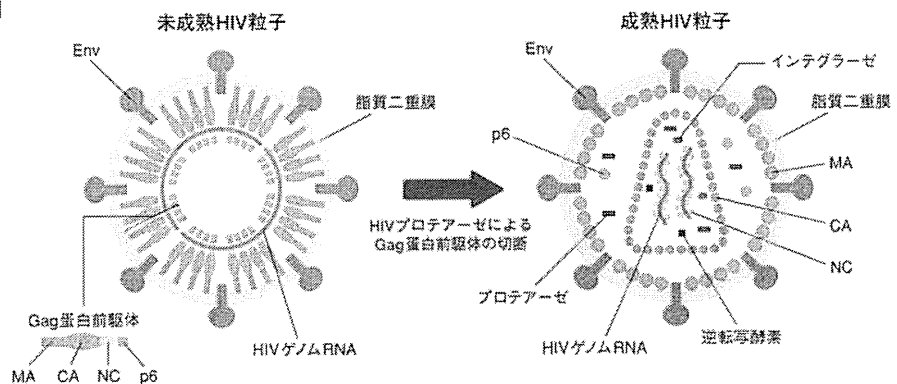 未成熟HIV粒子
Env
脂質二重膜
Gag蛋白前駆体
MA
CA
NC
p6
HIVゲノムRNA
HIVプロテアーゼによる
Gag蛋白前駆体の切断
成熟HIV粒子
Env
インテグラーゼ
脂質二重膜
p6
MA
CA
NC
プロテアーゼ
HIVゲノムRNA
逆転写酵素